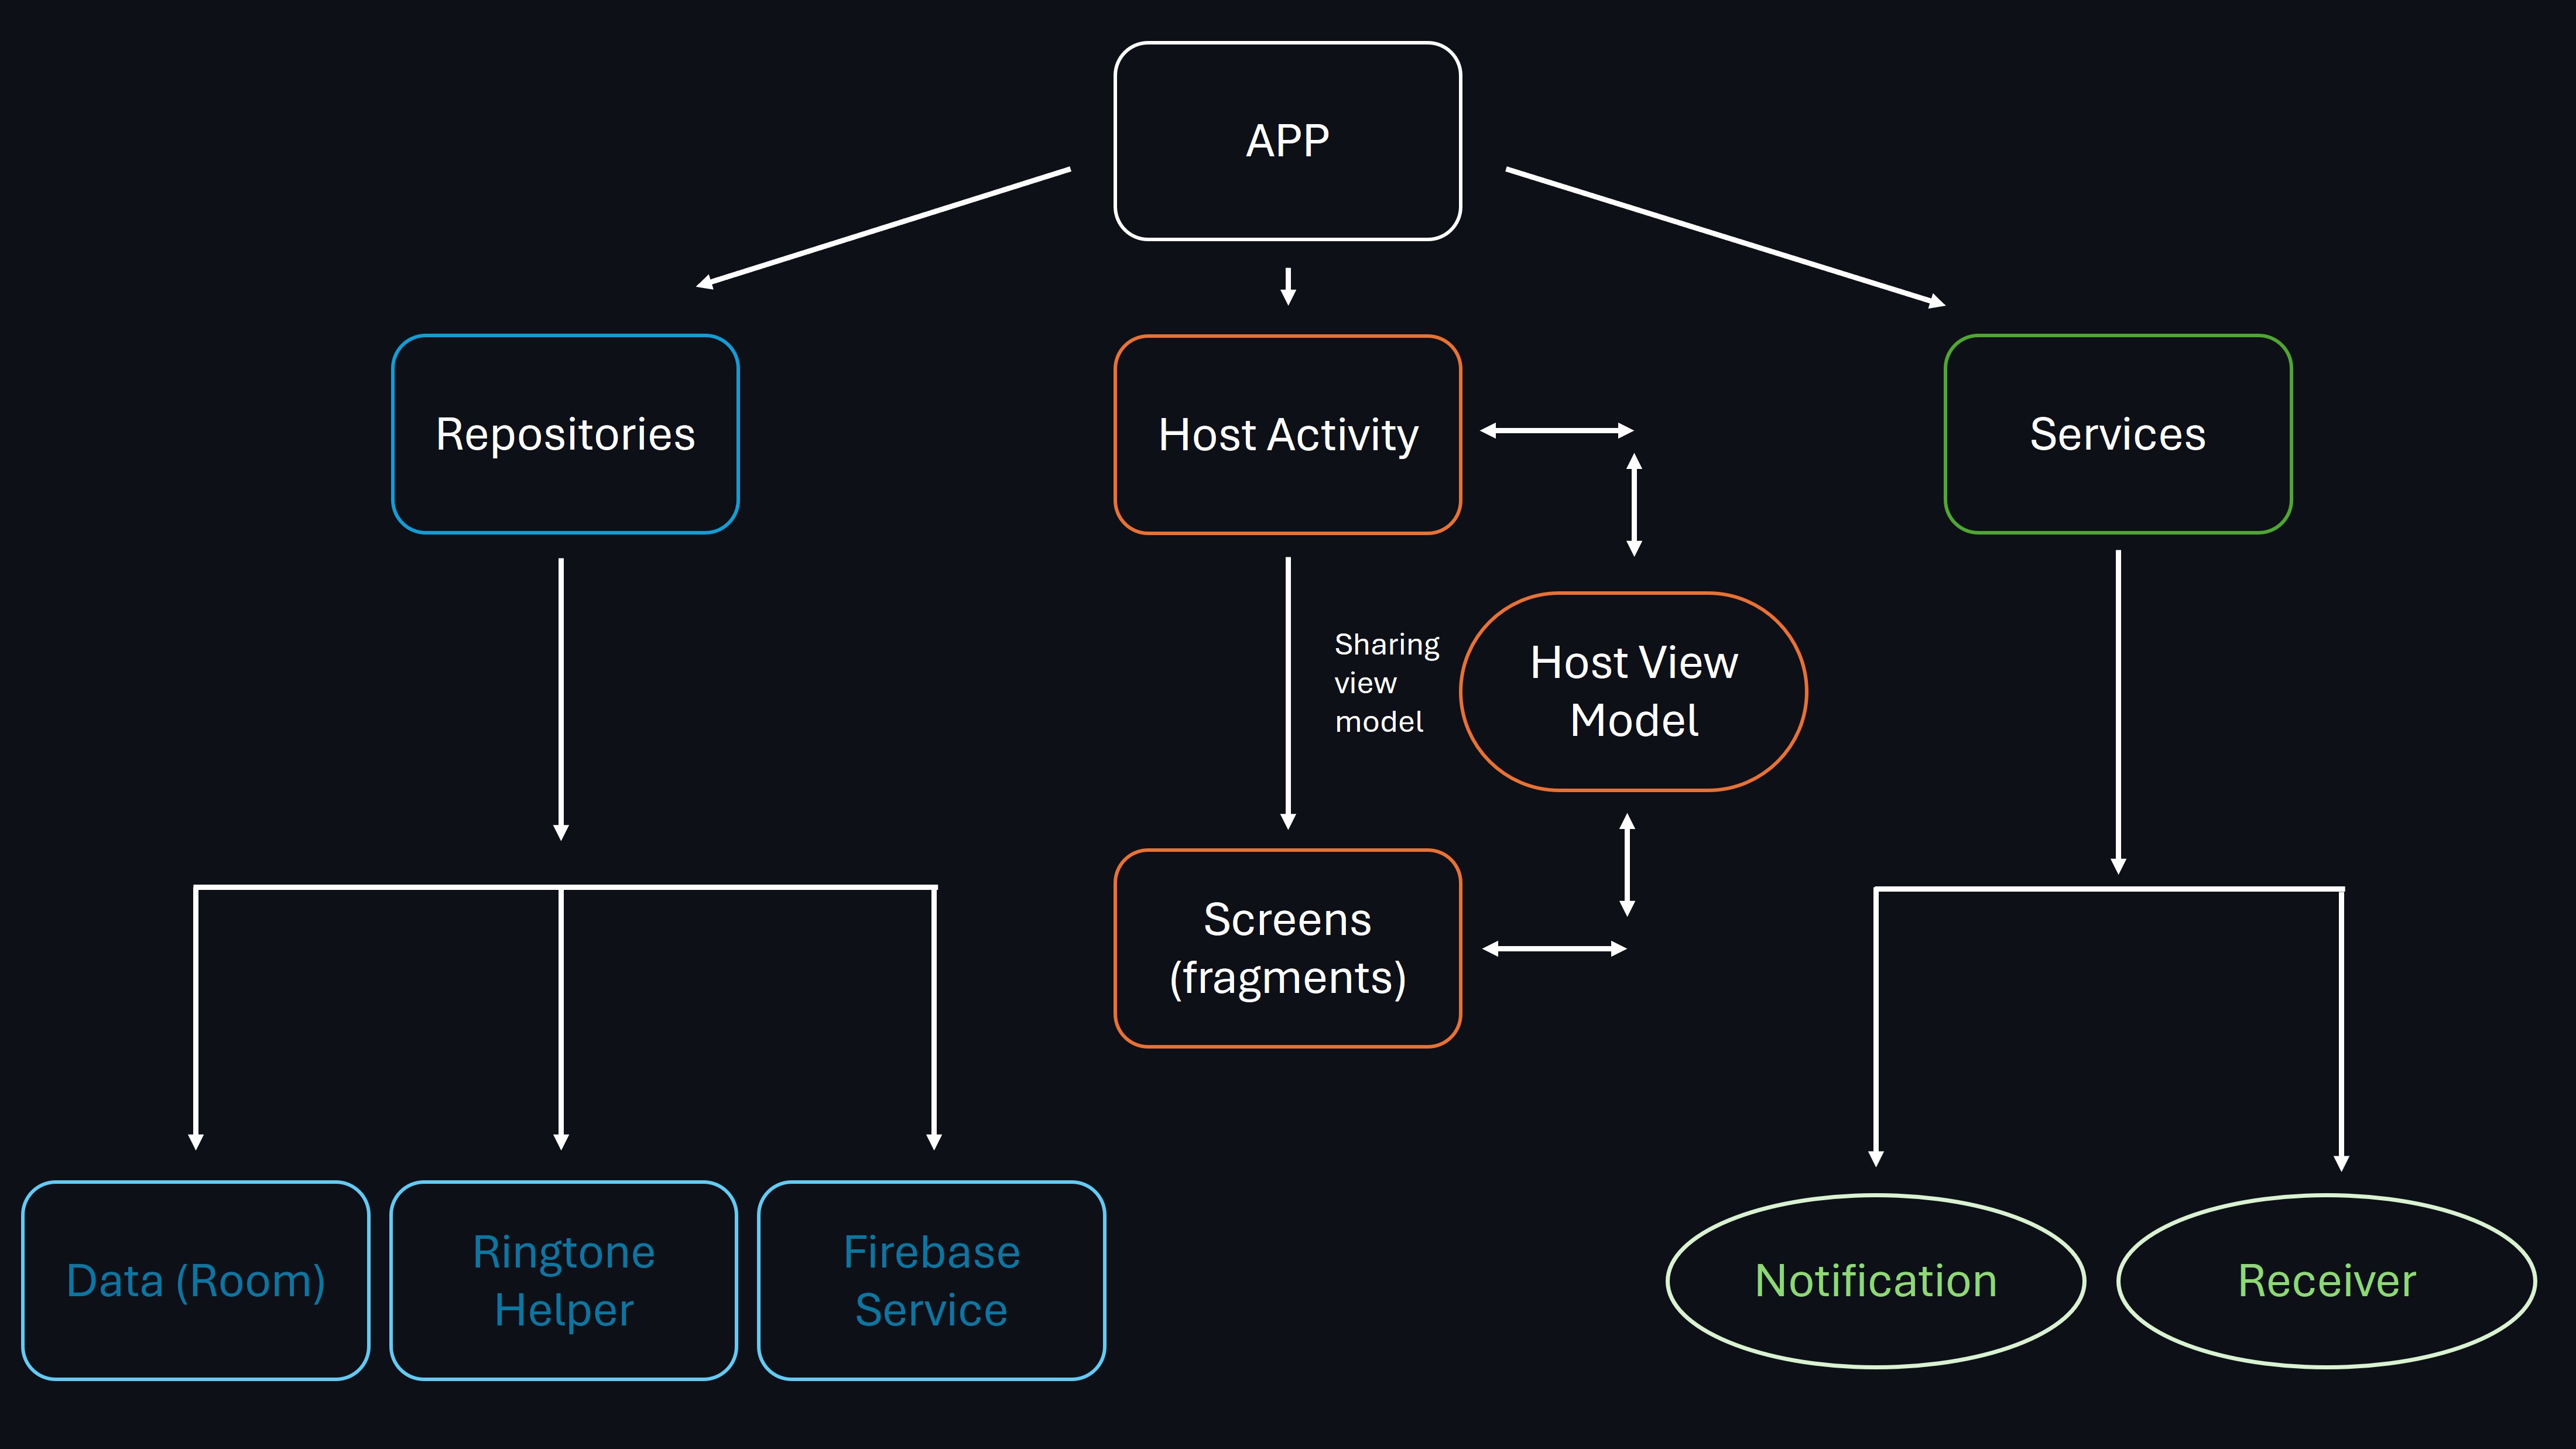 APP
Repositories
Host Activity
Services
Sharing
view
model
Host View
Model
Screens
(fragments)
Data (Room)
Ringtone
Helper
Firebase
Service
Notification
Receiver